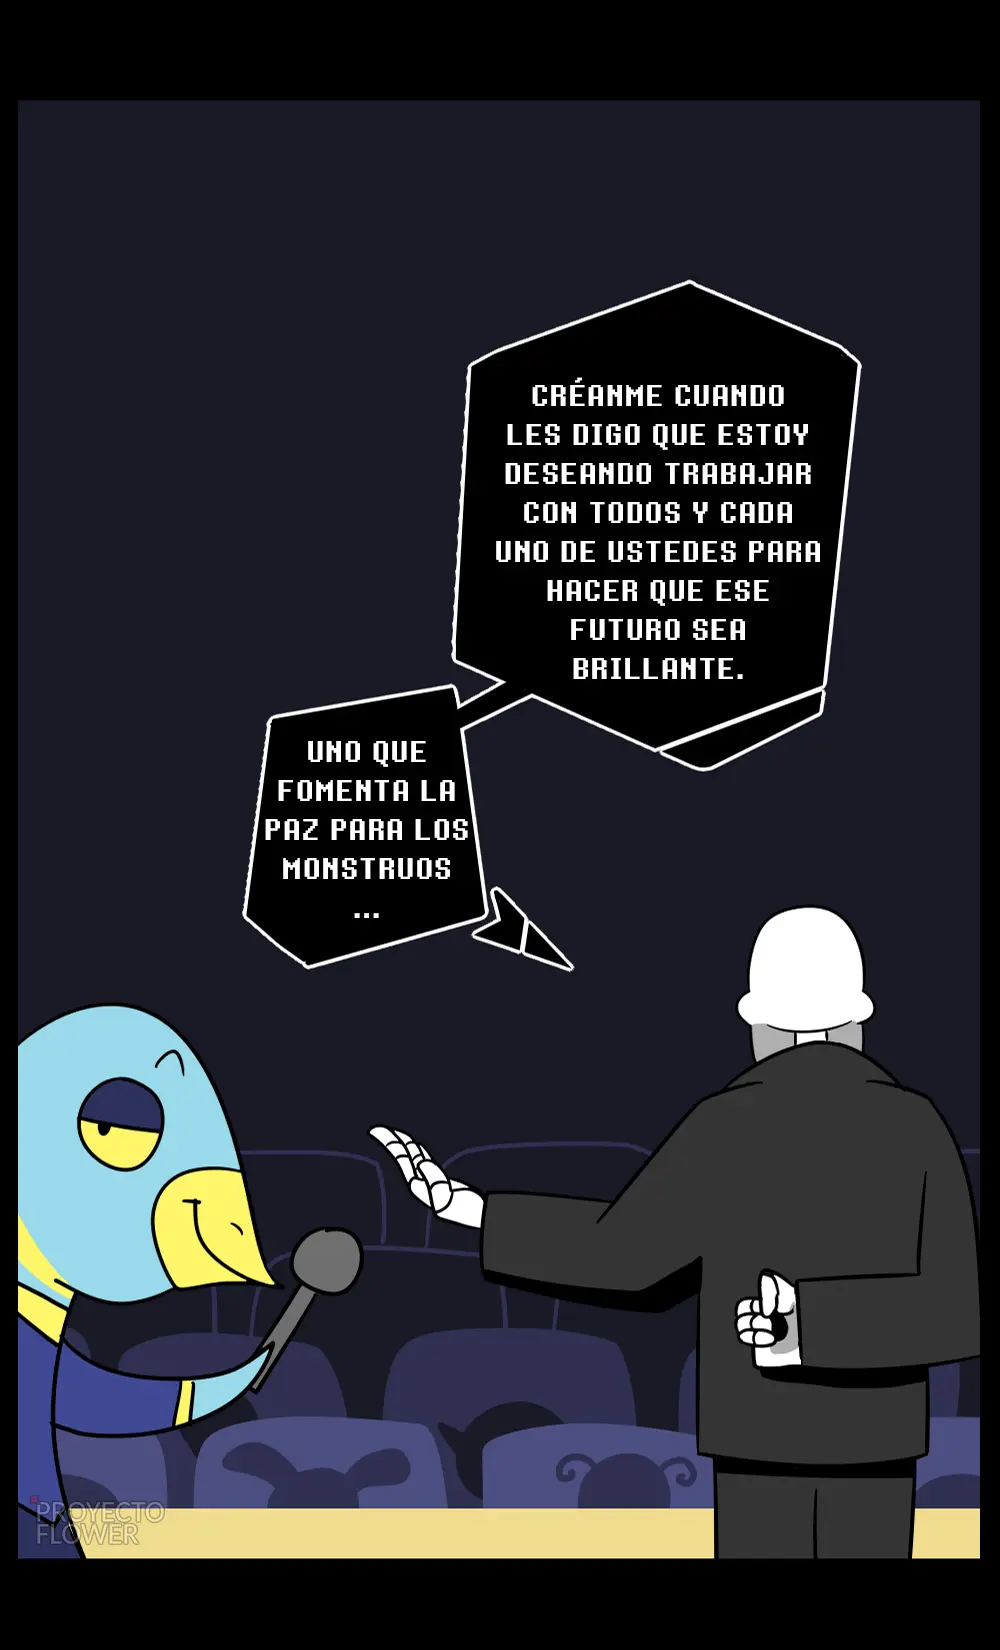 CRÉANME CUANDO
LES DIGO QUE ESTOY
DESEANDO TRABAJAR
CON TODOS Y CADA
UNO DE USTEDES PARA
HACER QUE ESE
FUTURO SEA
BRILLANTE.
UNO QUE
FOMENTA LA
PAZ PARA LOS
MONSTRUOS
...
PROYECTO
FLOWER